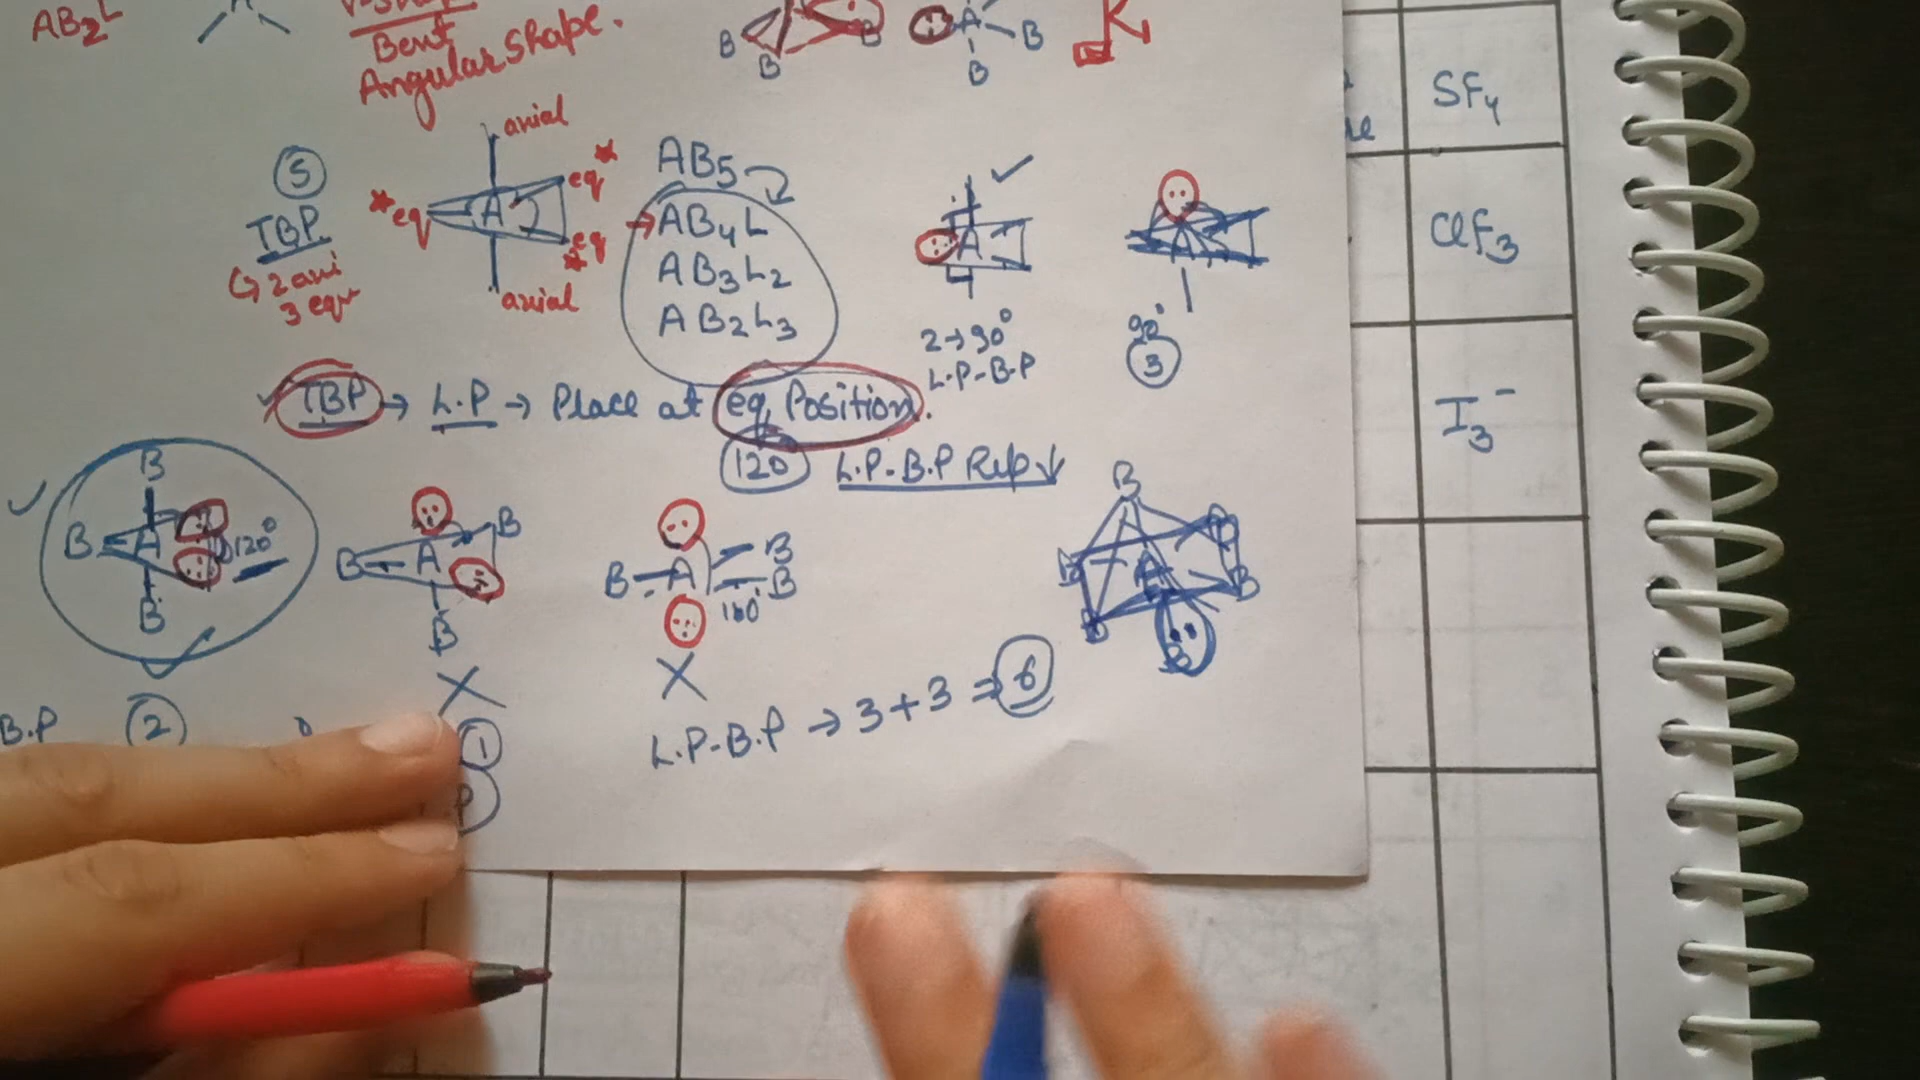 AB2L
Bent
Angular Shape.
B
B
B
A
B
B
SF4
5
TBP
2 axi
3 eqr
axial
eq
A
eq
eq
axial
AB5
AB4L
AB3L2
AB2L3
A
2→90°
L.P-B.P
A
90°
3
ClF3
TBP → L.P → Place at eq Position.
120 L.P-B.P Rep↓
I3-
B
B
A
120°
B
B
A
B
B
B
A
B
B
180°
B
B
A
B
B
B
B.P
2
1
P
L.P-B.P → 3+3 ⇒ 6